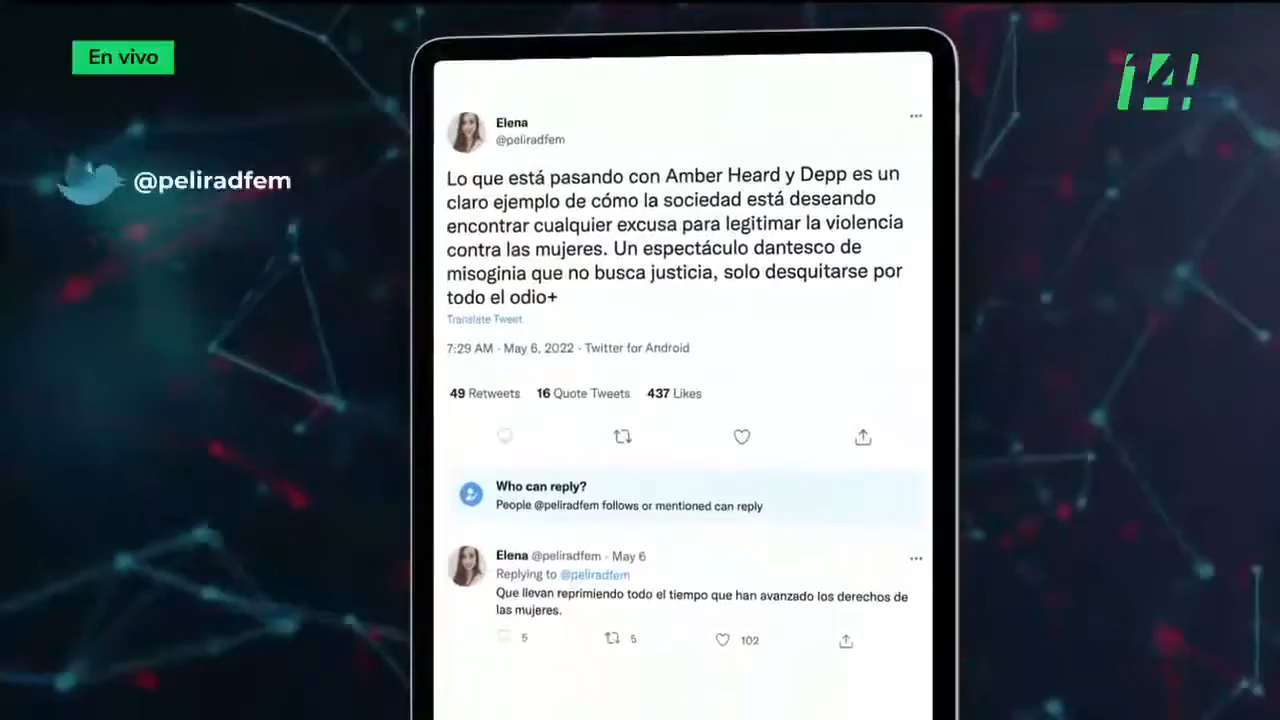 En vivo
14!
@peliradfem
Elena
@peliradfem
Lo que está pasando con Amber Heard y Depp es un
claro ejemplo de cómo la sociedad está deseando
encontrar cualquier excusa para legitimar la violencia
contra las mujeres. Un espectáculo dantesco de
misoginia que no busca justicia, solo desquitarse por
todo el odio+
Translate Tweet
7:29 AM · May 6, 2022 · Twitter for Android
49 Retweets 16 Quote Tweets 437 Likes
Who can reply?
People @peliradfem follows or mentioned can reply
Elena @peliradfem · May 6
Replying to @peliradfem
Que llevan reprimiendo todo el tiempo que han avanzado los derechos de
las mujeres.
5 5 102